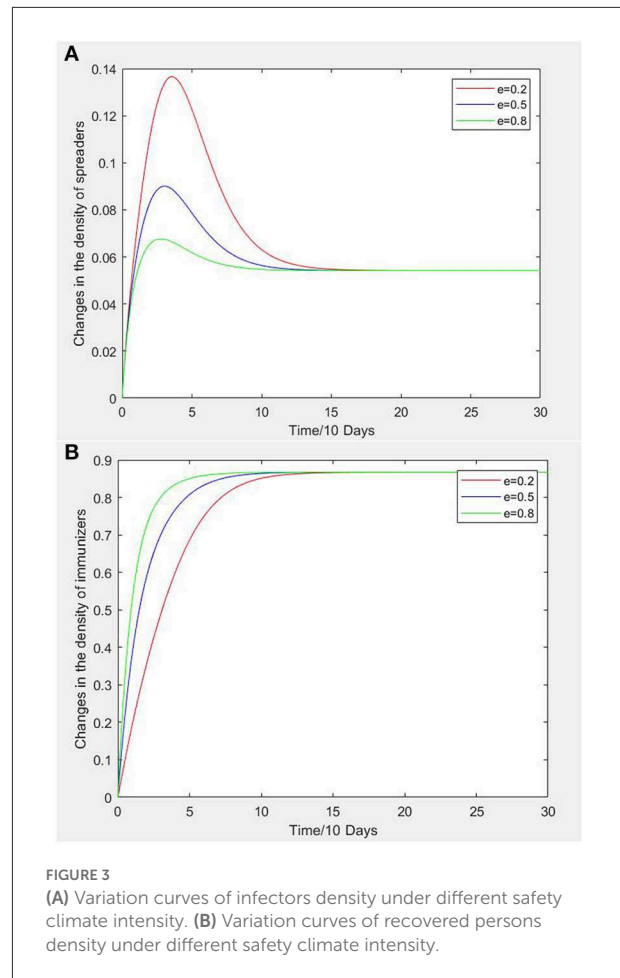 A
Changes in the density of spreaders
0.14
0.12
0.1
0.08
0.06
0.04
0.02
0
e=0.2
e=0.5
e=0.8
0 5 10 15 20 25 30
Time/10 Days
B
Changes in the density of immunizers
0.9
0.8
0.7
0.6
0.5
0.4
0.3
0.2
0.1
0
e=0.2
e=0.5
e=0.8
0 5 10 15 20 25 30
Time/10 Days
FIGURE 3
(A) Variation curves of infectors density under different safety
climate intensity. (B) Variation curves of recovered persons
density under different safety climate intensity.